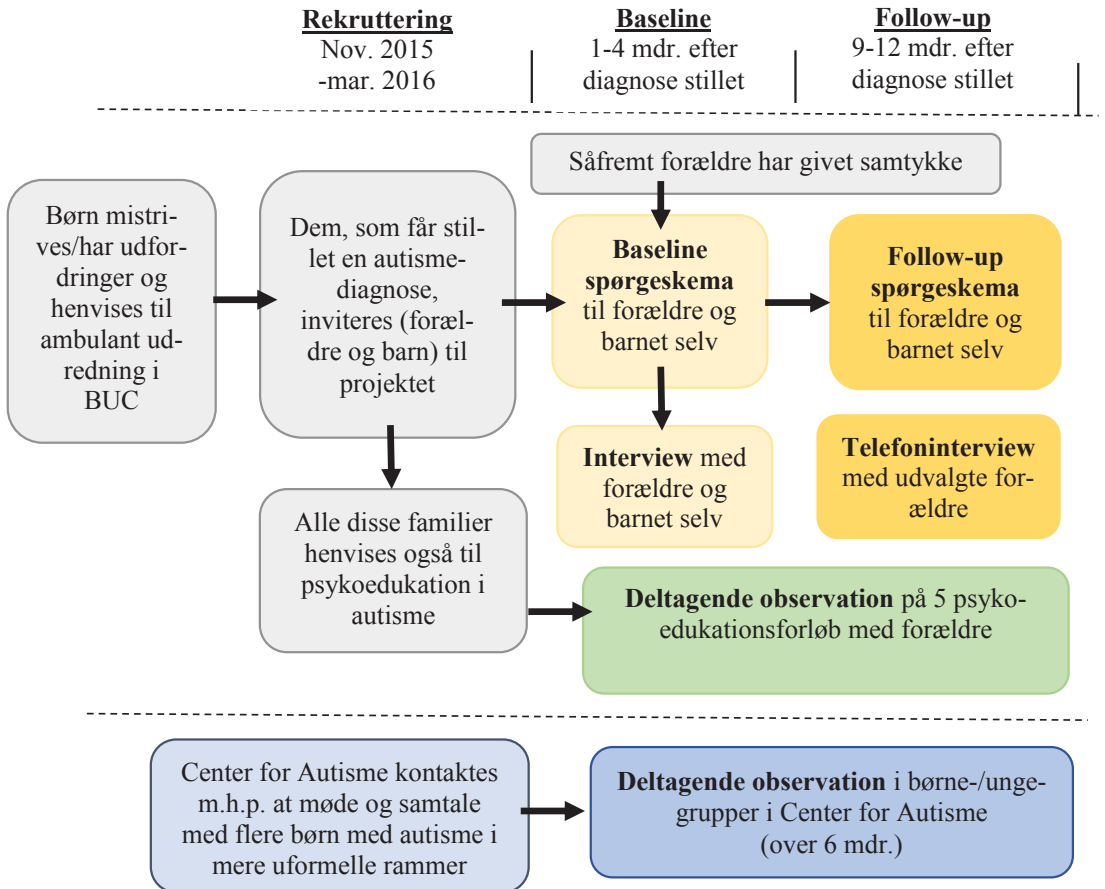 Rekruttering
Nov. 2015
-mar. 2016
Baseline
1-4 mdr. efter
diagnose stillet
Follow-up
9-12 mdr. efter
diagnose stillet
Såfremt forældre har givet samtykke
Børn mistri-
ves/har udfor-
dringer og
henvises til
ambulant ud-
redning i
BUC
Dem, som får stil-
let en autisme-
diagnose,
inviteres (foræl-
dre og barn) til
projektet
Baseline
spørgeskema
til forældre og
barnet selv
Follow-up
spørgeskema
til forældre og
barnet selv
Interview med
forældre og
barnet selv
Telefoninterview
med udvalgte for-
ældre
Alle disse familier
henvises også til
psykoedukation i
autisme
Deltagende observation på 5 psyko-
edukationsforløb med forældre
Center for Autisme kontaktes
m.h.p. at møde og samtale
med flere børn med autisme i
mere uformelle rammer
Deltagende observation i børne-/unge-
grupper i Center for Autisme
(over 6 mdr.)